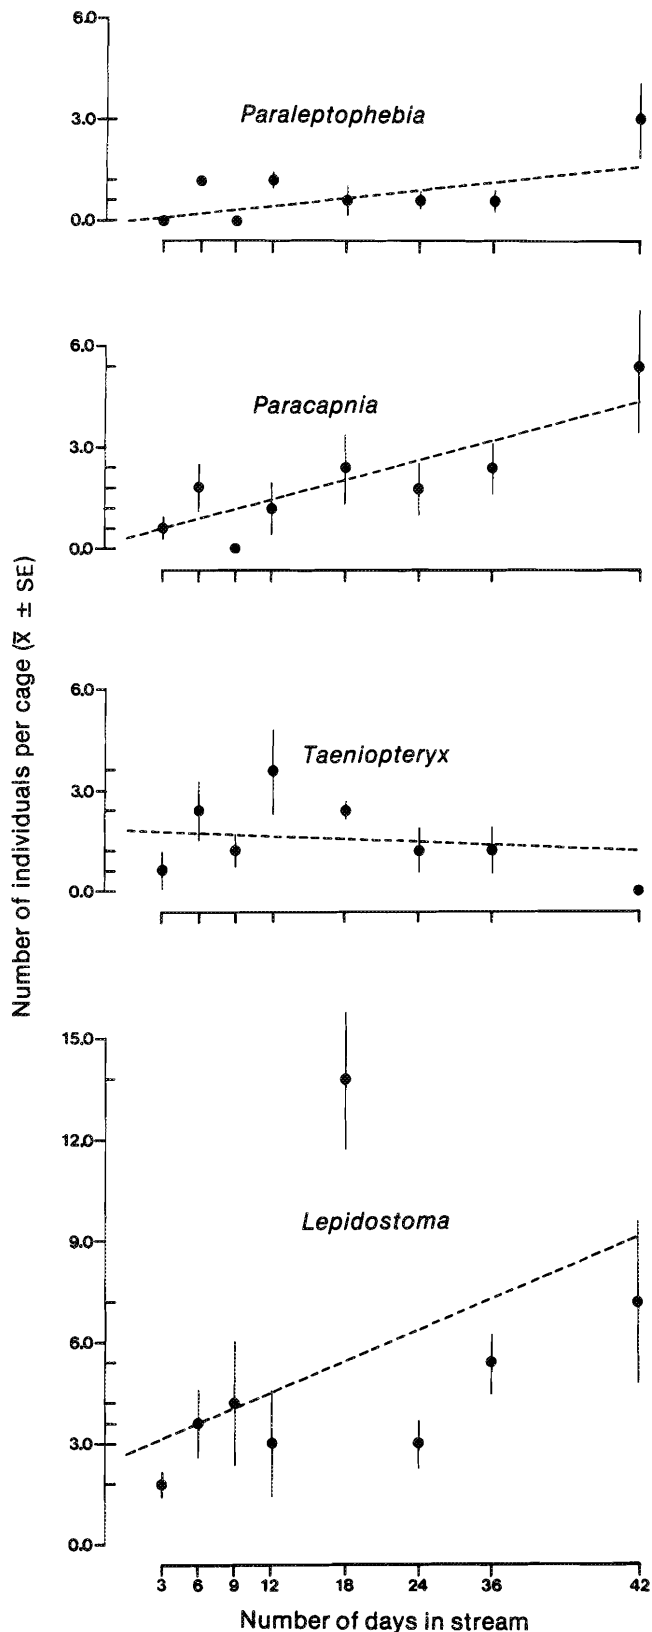 6.0
3.0
0.0
Paraleptophebia
6.0
3.0
0.0
Paracapnia
6.0
3.0
0.0
Taeniopteryx
15.0
12.0
9.0
6.0
3.0
0.0
Lepidostoma
3 6 9 12 18 24 36 42
Number of days in stream
Number of individuals per cage (x̄ ± SE)